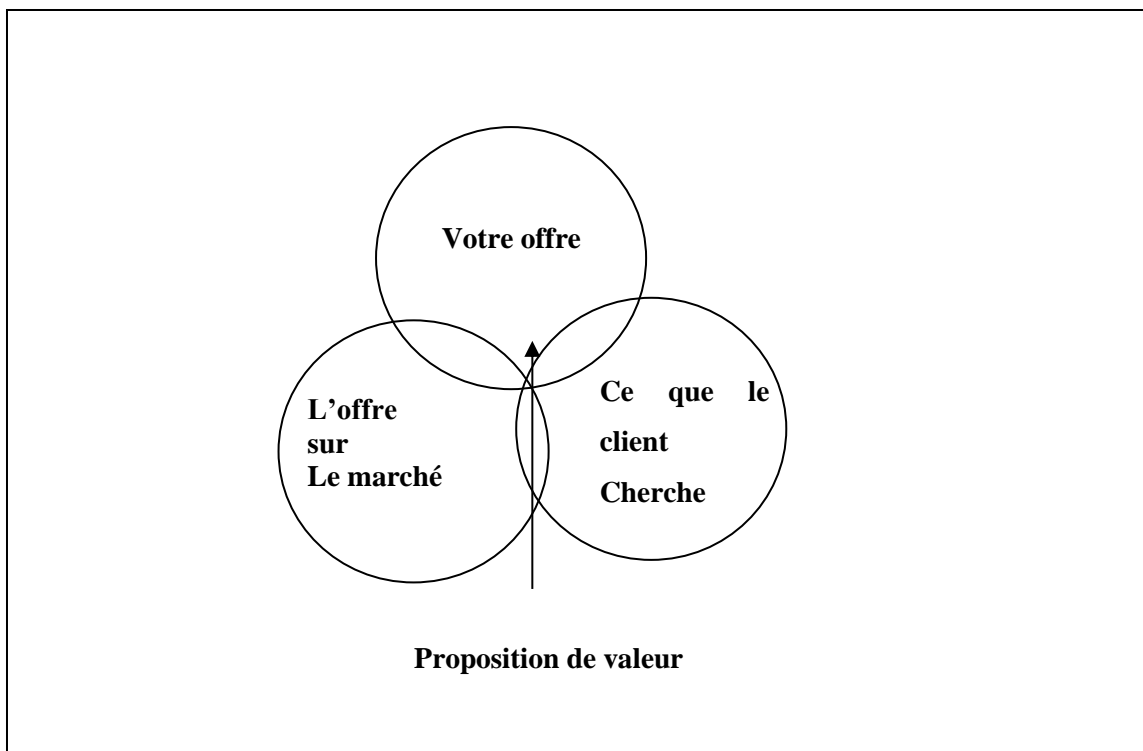 Votre offre
L’offre
sur
Le marché
Ce que le
client
Cherche
Proposition de valeur